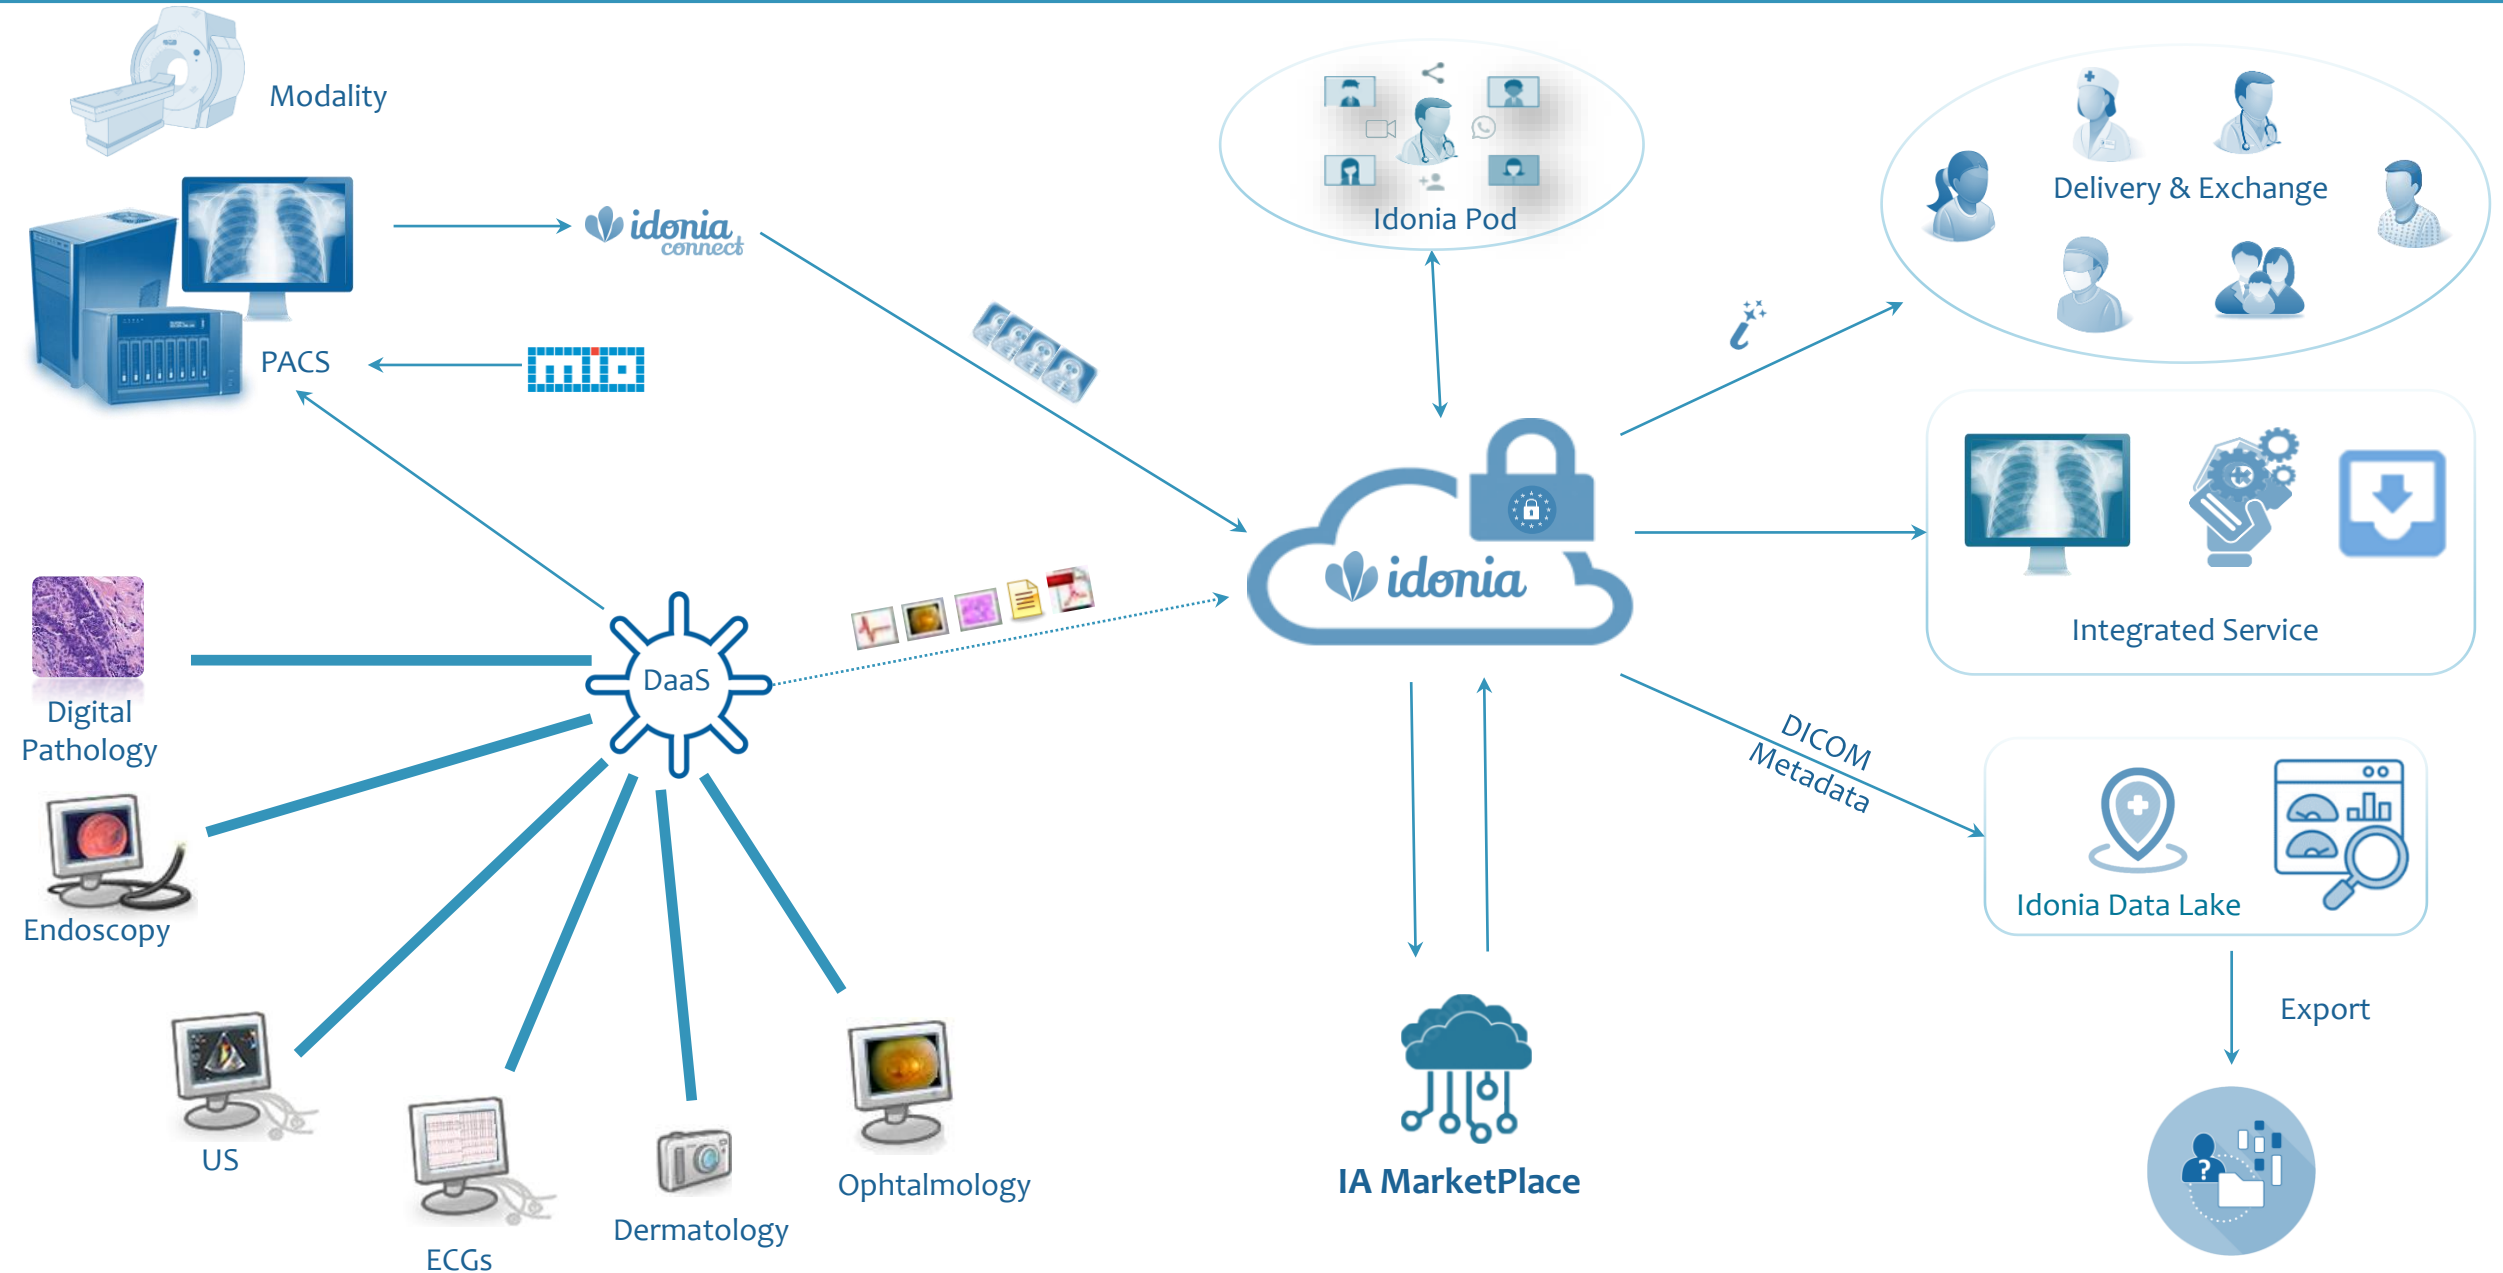 Modality
idonia
connect
PACS
mio
Idonia Pod
Delivery & Exchange
idonia
i
Integrated Service
DaaS
Digital
Pathology
Endoscopy
US
ECGs
Dermatology
Ophtalmology
DICOM
Metadata
Idonia Data Lake
Export
IA MarketPlace
?